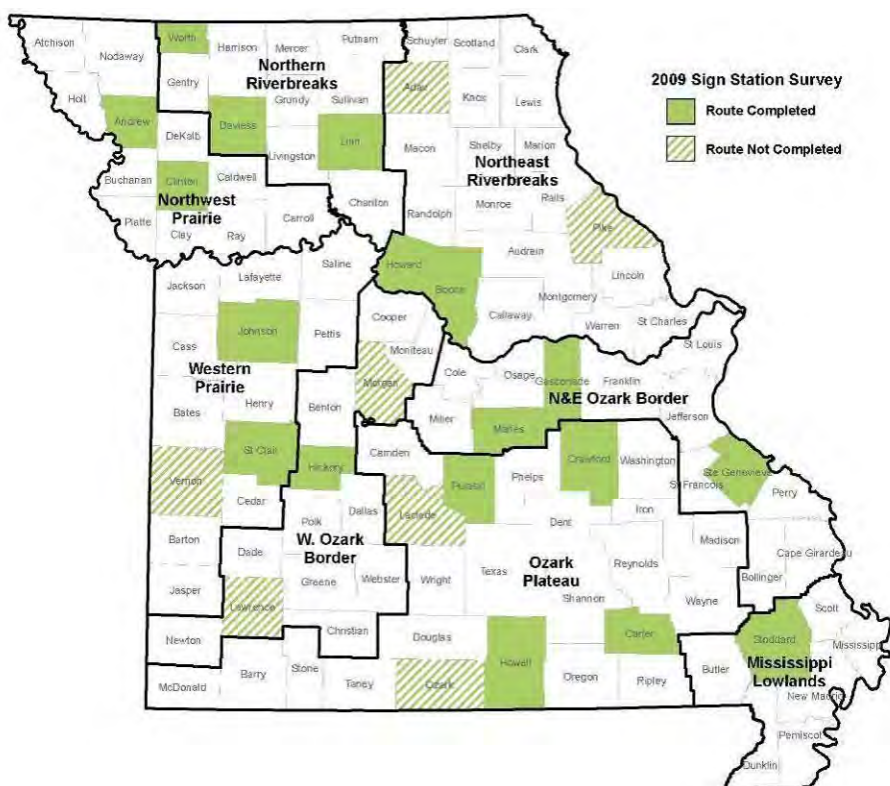 2009 Sign Station Survey
Route Completed
Route Not Completed
Atchison
Nodaway
Worth
Harrison
Mercer
Putnam
Schuyler
Scotland
Clark
Northern
Riverbreaks
Gentry
Holt
Adair
Knox
Lewis
Grundy
Sullivan
Andrew
DeKalb
Daviess
Linn
Macon
Shelby
Marion
Livingston
Northeast
Riverbreaks
Buchanan
Clinton
Caldwell
Northwest
Prairie
Chariton
Carroll
Platte
Clay
Ray
Randolph
Monroe
Ralls
Pike
Audrain
Howard
Boone
Lincoln
Saline
Lafayette
Jackson
Callaway
Montgomery
Warren
St Charles
Cooper
Moniteau
Johnson
Pettis
Cass
St Louis
Western
Prairie
Morgan
Cole
Osage
Gasconade
Franklin
N&E Ozark Border
Henry
Benton
Miller
Bates
Maries
Jefferson
St Clair
Hickory
Camden
Crawford
Washington
Ste Genevieve
St Francois
Perry
Vernon
Cedar
Pulaski
Phelps
Laclede
Dallas
Polk
Iron
Dent
W. Ozark
Border
Barton
Dade
Madison
Cape Girardeau
Ozark
Plateau
Reynolds
Bollinger
Jasper
Greene
Webster
Wright
Texas
Shannon
Wayne
Lawrence
Scott
Newton
Christian
Douglas
Carter
Stoddard
Mississippi
Mississippi
Lowlands
McDonald
Barry
Stone
Taney
Ozark
Howell
Oregon
Ripley
Butler
New Madrid
Pemiscot
Dunklin